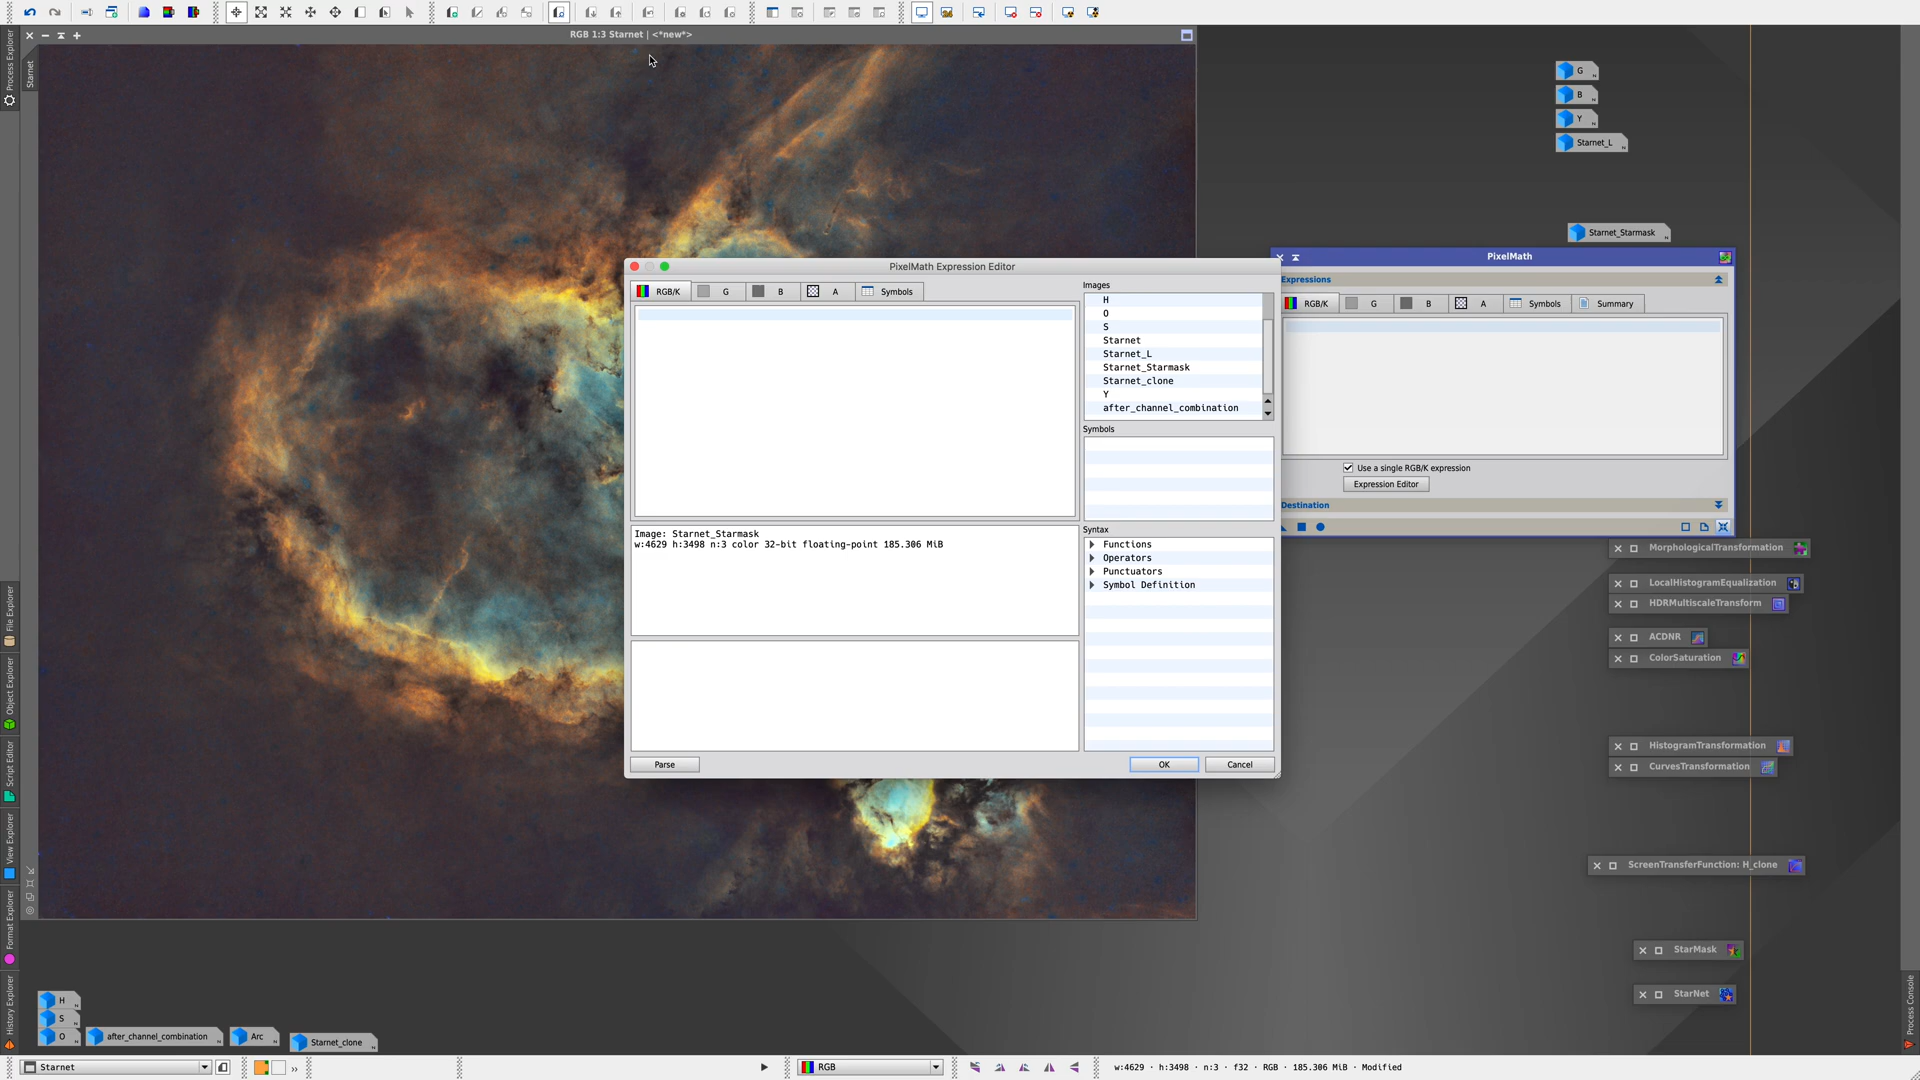 RGB 1:3 Starnet | <*new*>
Process Explorer
Starnet
G
B
Y
Starnet_L
Starnet_Starmask
PixelMath
Expressions
RGB/K
G
B
A
Symbols
Summary
Use a single RGB/K expression
Expression Editor
Destination
PixelMath Expression Editor
RGB/K
G
B
A
Symbols
Images
H
O
S
Starnet
Starnet_L
Starnet_Starmask
Starnet_clone
Y
after_channel_combination
Symbols
Image: Starnet_Starmask
w:4629 h:3498 n:3 color 32-bit floating-point 185.306 MiB
Syntax
Functions
Operators
Punctuators
Symbol Definition
Parse
OK
Cancel
MorphologicalTransformation
LocalHistogramEqualization
HDRMultiscaleTransform
ACDNR
ColorSaturation
HistogramTransformation
CurvesTransformation
ScreenTransferFunction: H_clone
StarMask
StarNet
File Explorer
Object Explorer
Script Editor
View Explorer
Format Explorer
History Explorer
Process Console
H
S
O
after_channel_combination
Arc
Starnet_clone
Starnet
RGB
w:4629 · h:3498 · n:3 · f32 · RGB · 185.306 MiB · Modified